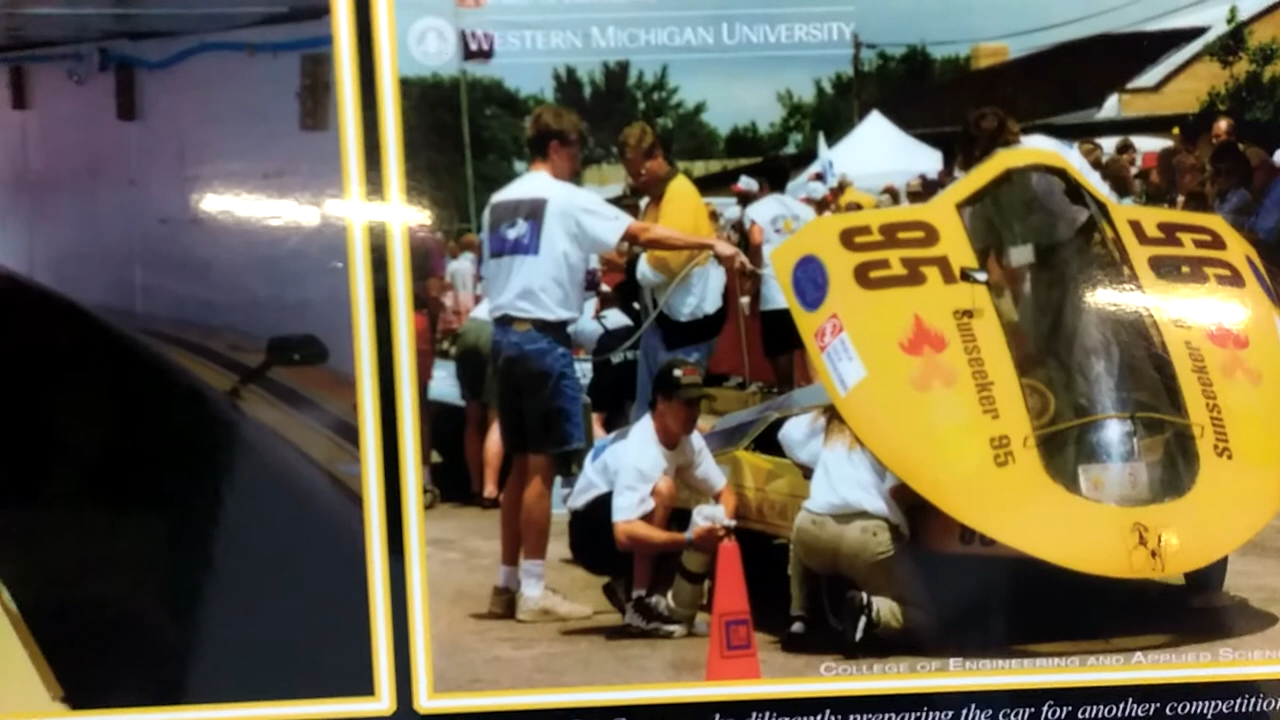 WESTERN MICHIGAN UNIVERSITY
95
95
Sunseeker 95
Sunseeker
COLLEGE OF ENGINEERING AND APPLIED SCIEN
diligently preparing the car for another competition